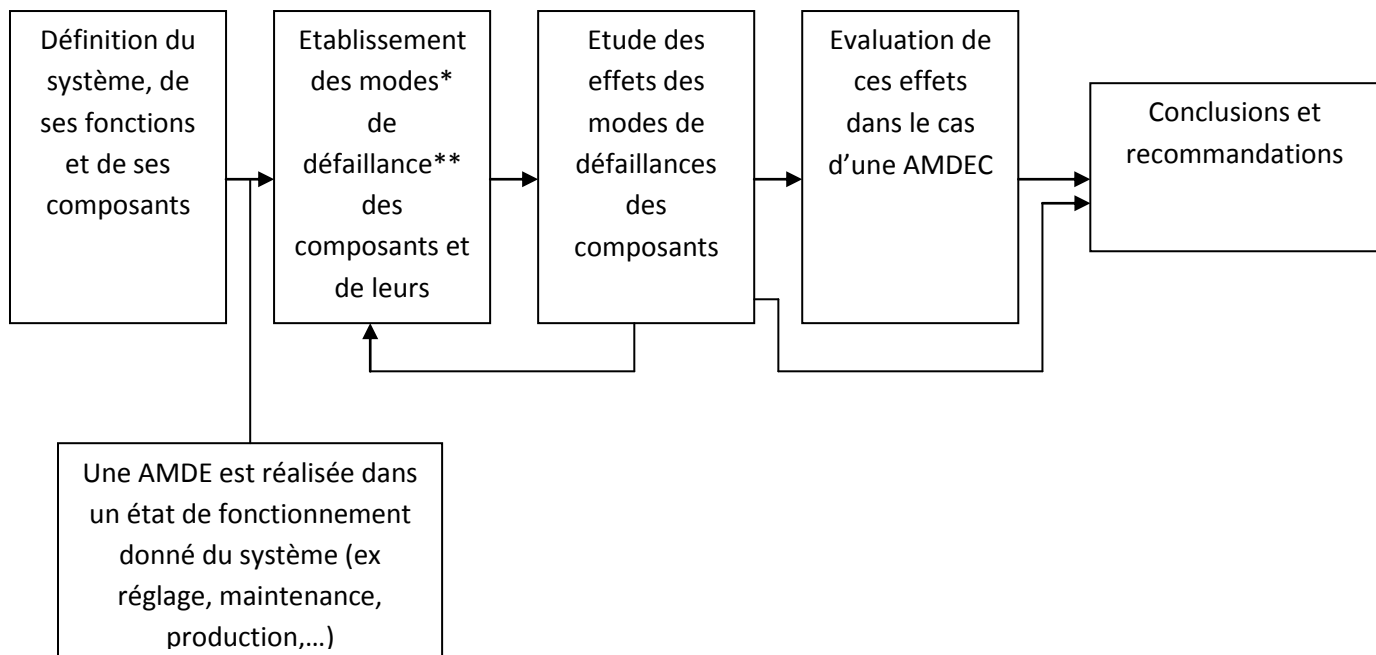 Définition du
système, de
ses fonctions
et de ses
composants
Etablissement
des modes*
de
défaillance**
des
composants et
de leurs
Etude des
effets des
modes de
défaillances
des
composants
Evaluation de
ces effets
dans le cas
d’une AMDEC
Conclusions et
recommandations
Une AMDE est réalisée dans
un état de fonctionnement
donné du système (ex
réglage, maintenance,
production,…)